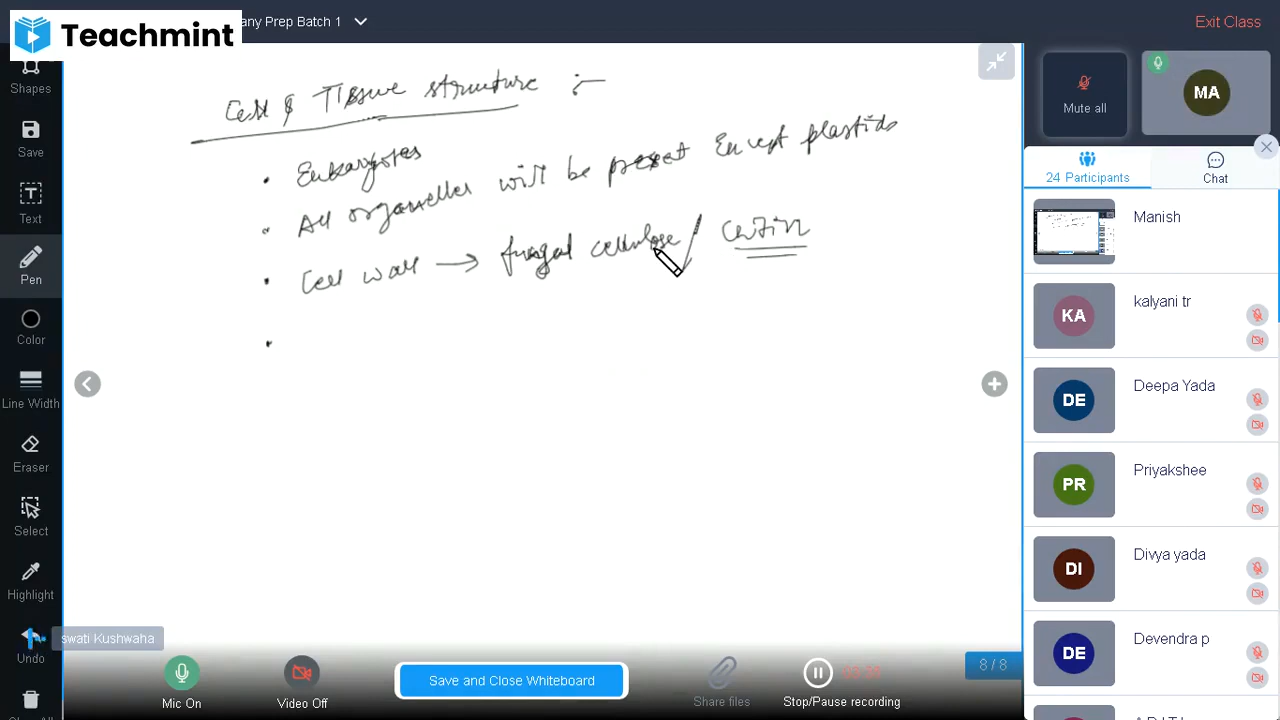 Teachmint
any Prep Batch 1
Exit Class
Shapes
Save
Text
Pen
Color
Line Width
Eraser
Select
Highlight
Undo
Cell & Tissue structure :-
• Eukaryotes
• All organelles will be present Except plastids
• Cell wall → fungal cellulose / Chitin
•
swati Kushwaha
Mic On
Video Off
Save and Close Whiteboard
Share files
Stop/Pause recording
8 / 8
Mute all
MA
24 Participants
Chat
Manish
KA
kalyani tr
DE
Deepa Yada
PR
Priyakshee
DI
Divya yada
DE
Devendra p